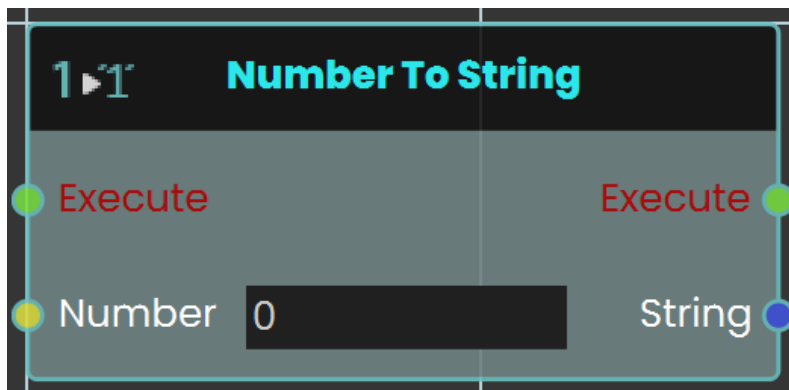 1▸"1" Number To String
Execute Execute
Number 0 String